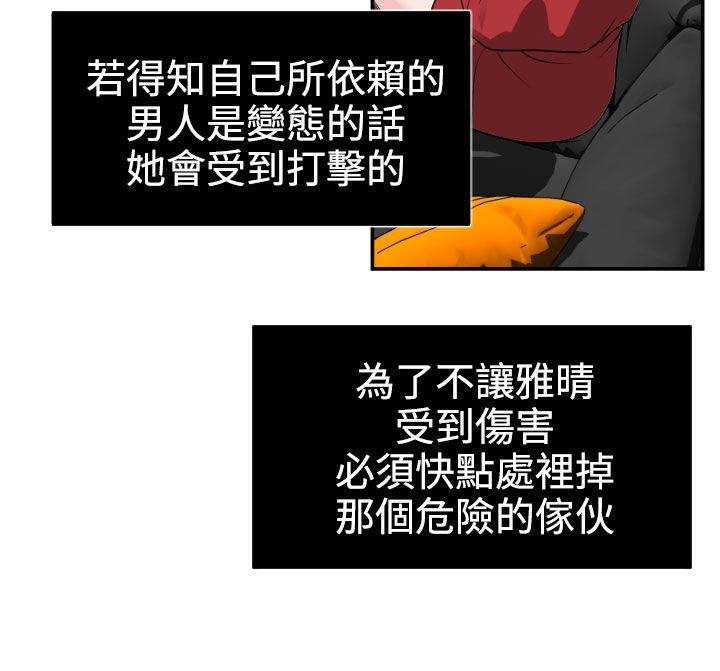 若得知自己所依賴的
男人是變態的話
她會受到打擊的
為了不讓雅晴
受到傷害
必須快點處裡掉
那個危險的傢伙